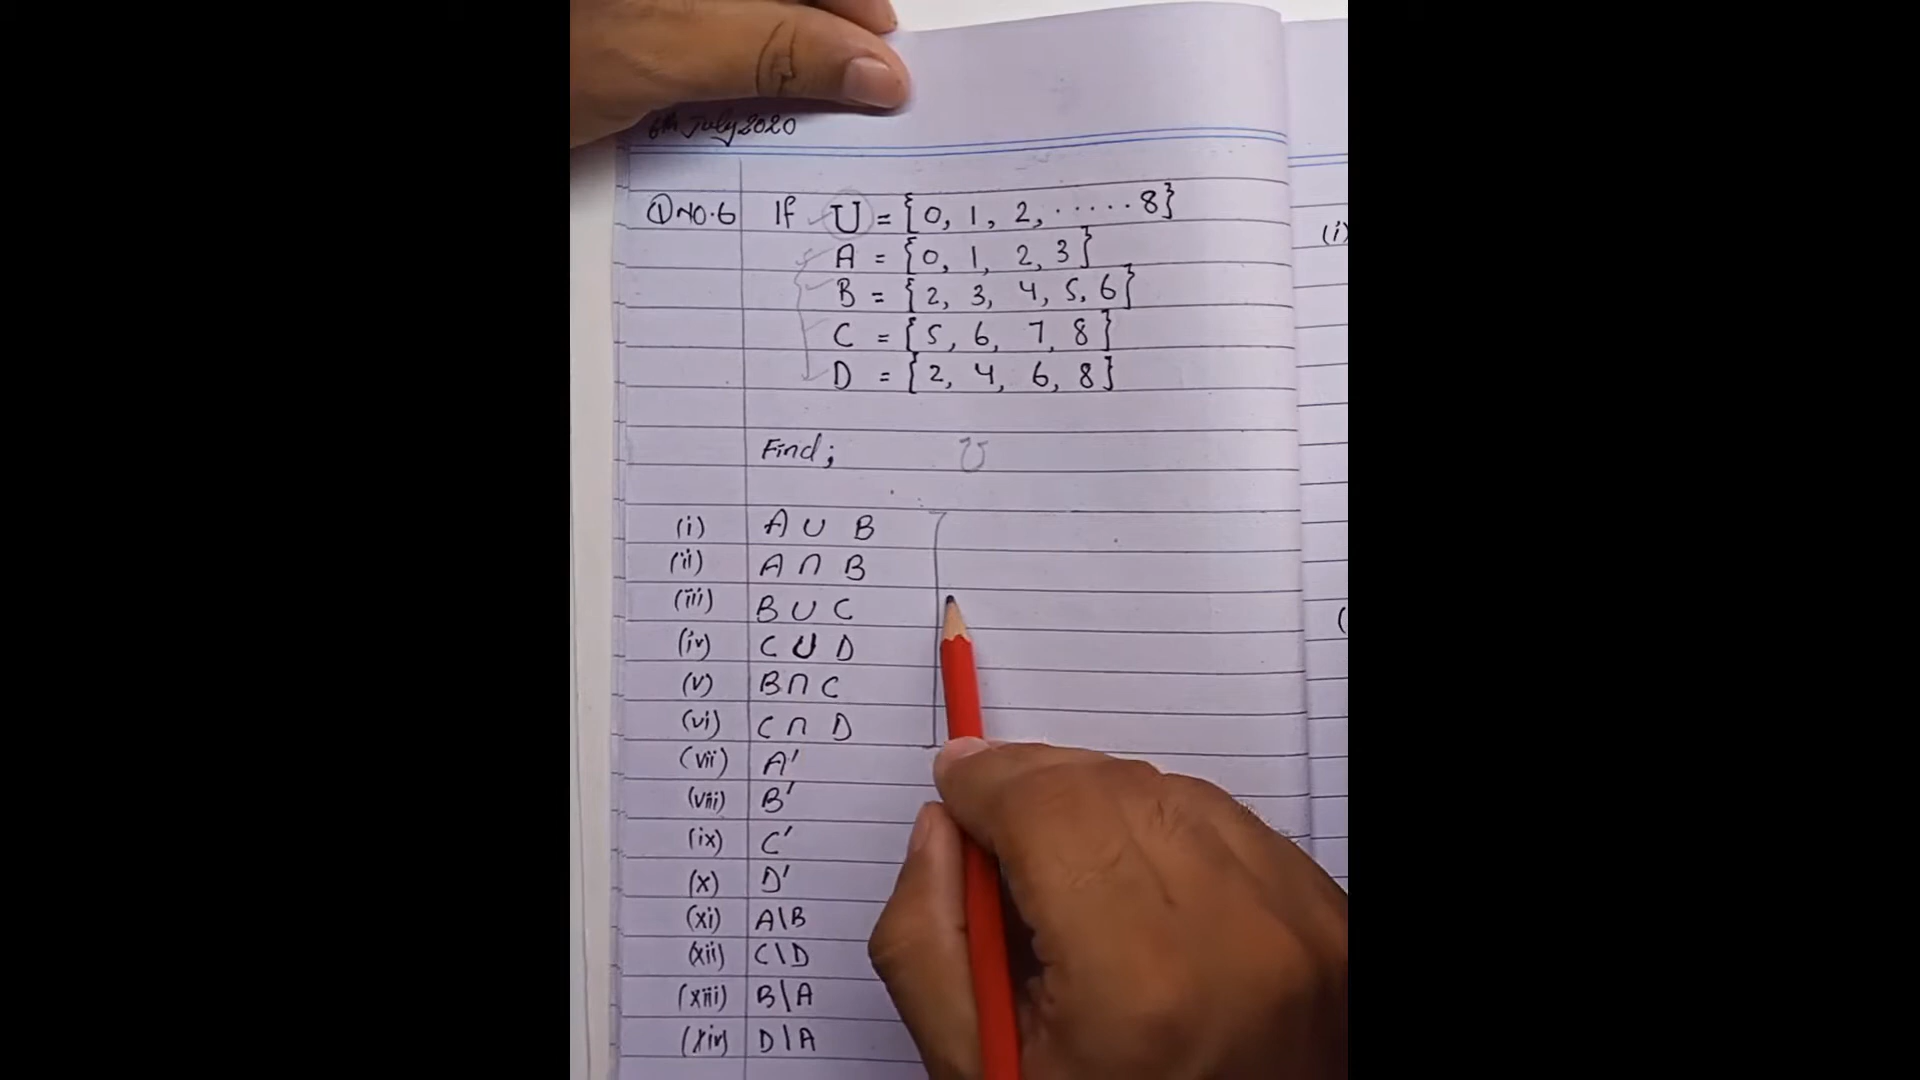 6th July 2020
① NO.6 If U = {0, 1, 2, ..... 8}
A = {0, 1, 2, 3}
B = {2, 3, 4, 5, 6}
C = {5, 6, 7, 8}
D = {2, 4, 6, 8}
Find; U
(i) A ∪ B
(ii) A ∩ B
(iii) B ∪ C
(iv) C ∪ D
(v) B ∩ C
(vi) C ∩ D
(vii) A'
(viii) B'
(ix) C'
(x) D'
(xi) A\B
(xii) C\D
(xiii) B\A
(xiv) D\A
(i)